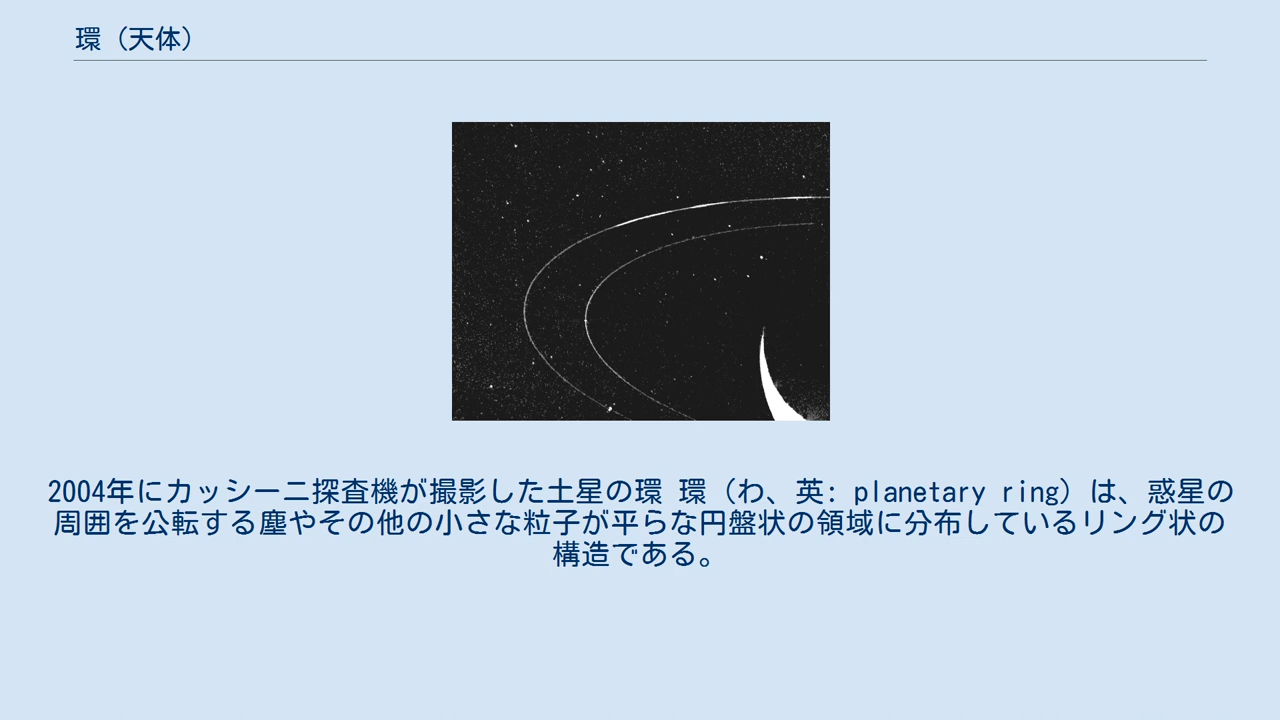 環（天体）
2004年にカッシーニ探査機が撮影した土星の環 環（わ、英: planetary ring）は、惑星の
周囲を公転する塵やその他の小さな粒子が平らな円盤状の領域に分布しているリング状の
構造である。